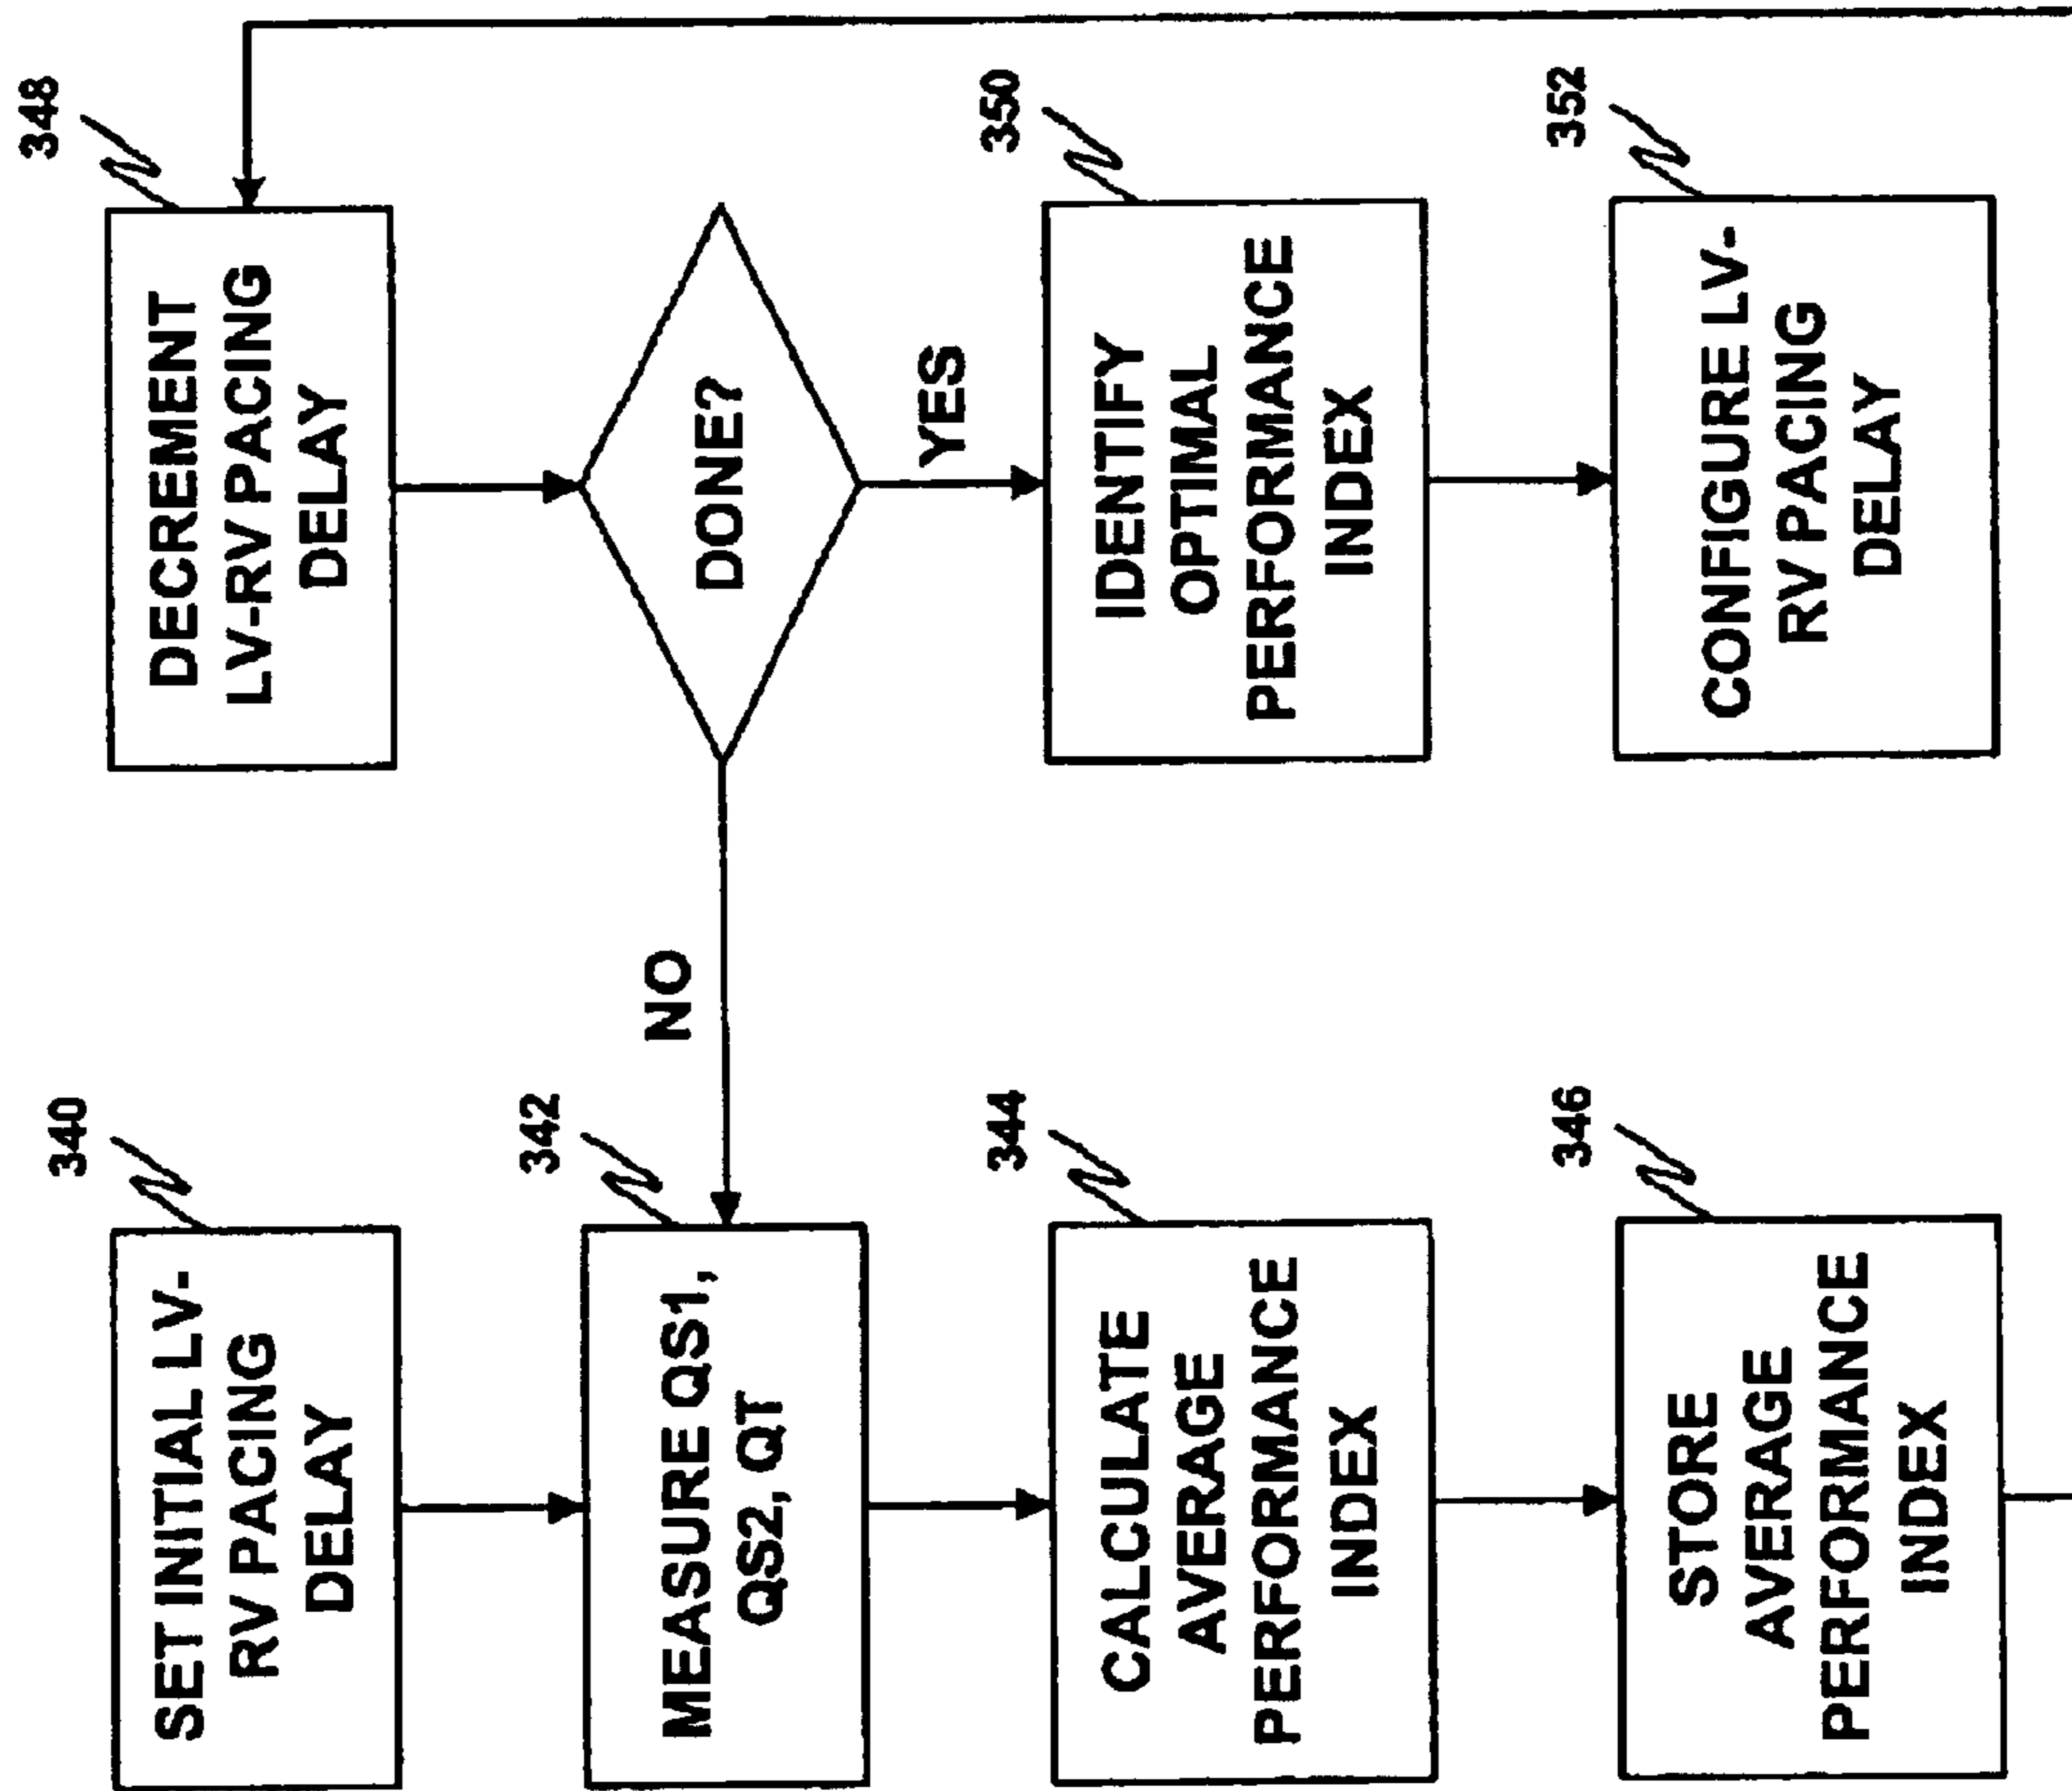 340
SET INITIAL LV-
RV PACING
DELAY
342
MEASURE QS1,
QS2, QT
344
CALCULATE
AVERAGE
PERFORMANCE
INDEX
346
STORE
AVERAGE
PERFORMANCE
INDEX
348
DECREMENT
LV-RV PACING
DELAY
DONE?
NO
YES
350
IDENTIFY
OPTIMAL
PERFORMANCE
INDEX
352
CONFIGURE LV-
RV PACING
DELAY